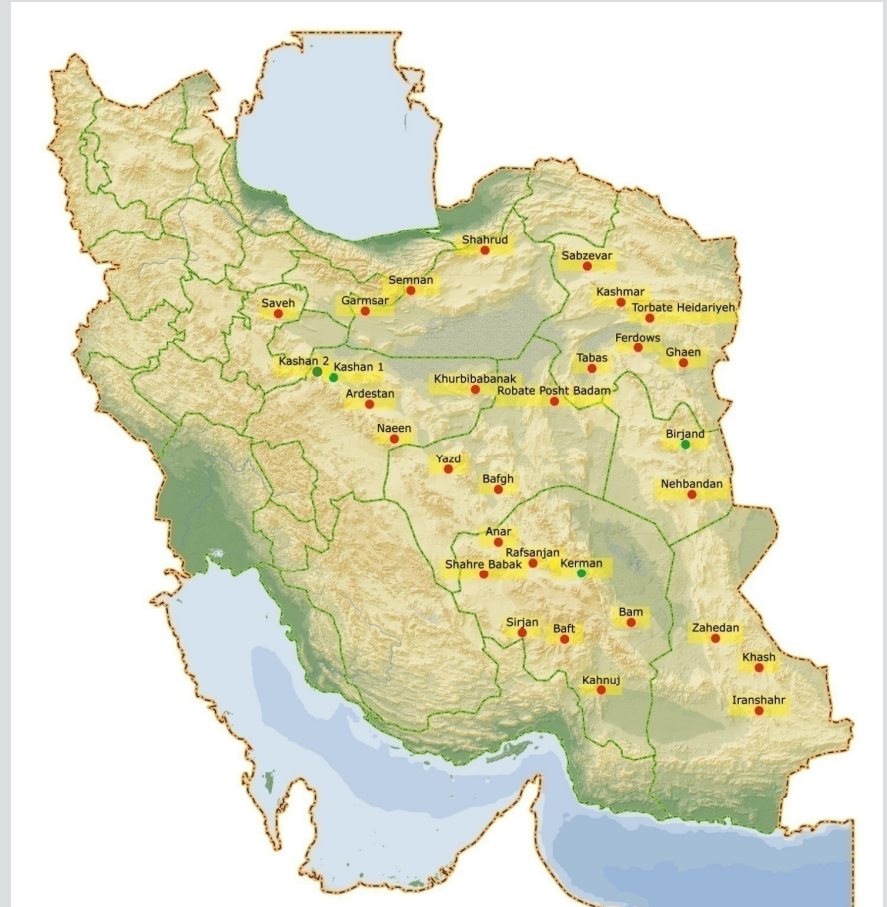 Shahrud
Sabzevar
Semnan
Kashmar
Saveh
Garmsar
Torbate Heidariyeh
Ferdows
Ghaen
Tabas
Kashan 2
Kashan 1
Khurbibabanak
Ardestan
Robate Posht Badam
Naeen
Birjand
Yazd
Bafgh
Nehbandan
Anar
Rafsanjan
Shahre Babak
Kerman
Bam
Sirjan
Baft
Zahedan
Khash
Kahnuj
Iranshahr